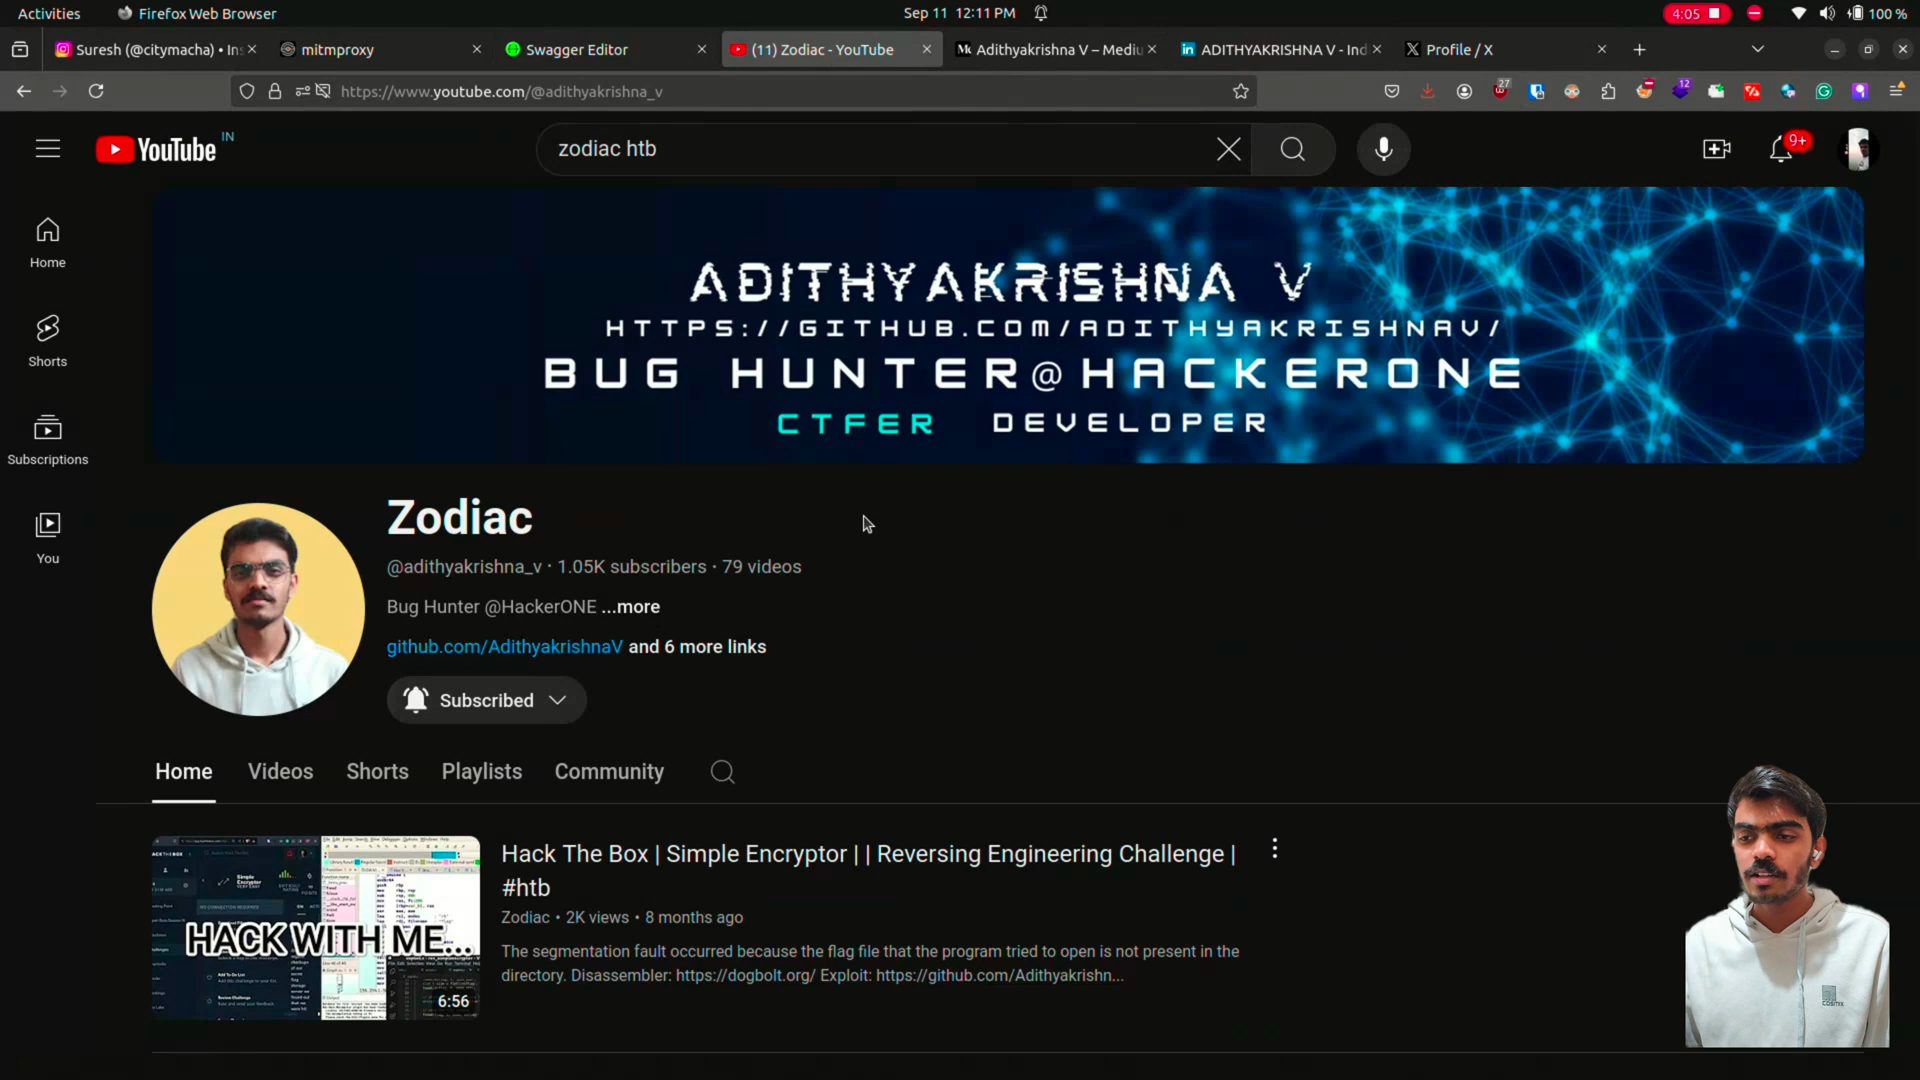 Activities
Firefox Web Browser
Sep 11 12:11 PM
4:05
100 %
Suresh (@citymacha) • Ins
mitmproxy
Swagger Editor
(11) Zodiac - YouTube
Adithyakrishna V – Mediu
ADITHYAKRISHNA V - Ind
Profile / X
https://www.youtube.com/@adithyakrishna_v
27
12
YouTube
IN
zodiac htb
9+
Home
Shorts
Subscriptions
You
ADITHYAKRISHNA V
HTTPS://GITHUB.COM/ADITHYAKRISHNAV/
BUG HUNTER@HACKERONE
CTFER DEVELOPER
Zodiac
@adithyakrishna_v · 1.05K subscribers · 79 videos
Bug Hunter @HackerONE ...more
github.com/AdithyakrishnaV and 6 more links
Subscribed
Home
Videos
Shorts
Playlists
Community
HACK WITH ME...
6:56
Hack The Box | Simple Encryptor | | Reversing Engineering Challenge |
#htb
Zodiac • 2K views • 8 months ago
The segmentation fault occurred because the flag file that the program tried to open is not present in the
directory. Disassembler: https://dogbolt.org/ Exploit: https://github.com/Adithyakrishn...